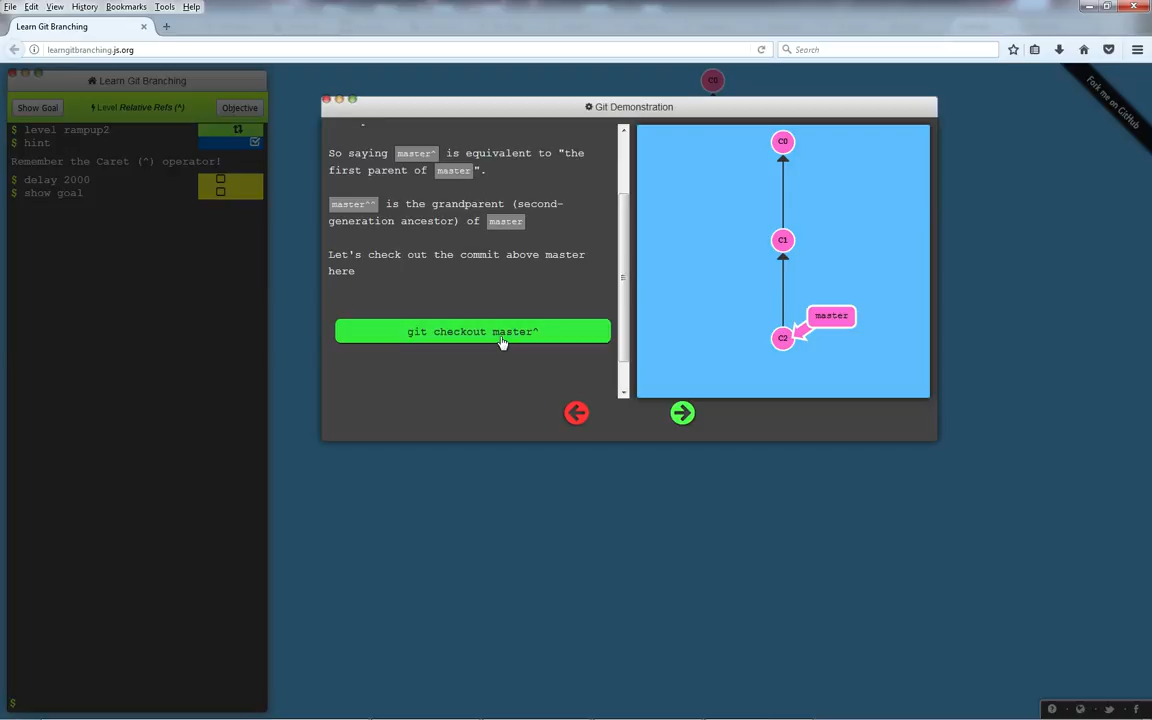 File Edit View History Bookmarks Tools Help
Learn Git Branching
learngitbranching.js.org
Search
Learn Git Branching
Show Goal
Level Relative Refs (^)
Objective
$ level rampup2
$ hint
Remember the Caret (^) operator!
$ delay 2000
$ show goal
$
C0
Fork me on GitHub
Git Demonstration
So saying master^ is equivalent to "the
first parent of master".
master^^ is the grandparent (second-
generation ancestor) of master
Let's check out the commit above master
here
git checkout master^
C0
C1
master
C2